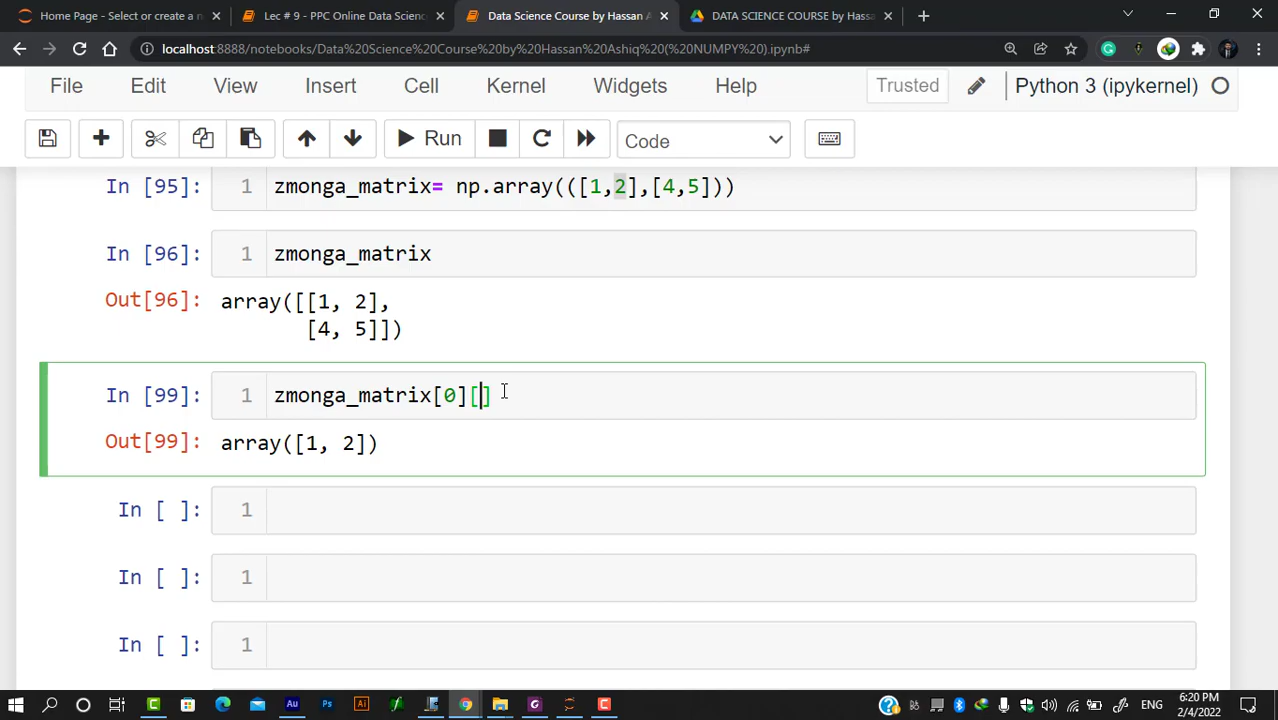 Home Page - Select or create a n
Lec # 9 - PPC Online Data Scienc
Data Science Course by Hassan A
DATA SCIENCE COURSE by Hass
localhost:8888/notebooks/Data%20Science%20Course%20by%20Hassan%20Ashiq%20(%20NUMPY%20).ipynb#
File Edit View Insert Cell Kernel Widgets Help Trusted Python 3 (ipykernel)
Run Code
In [95]: 1 zmonga_matrix= np.array(([1,2],[4,5]))
In [96]: 1 zmonga_matrix
Out[96]: array([[1, 2],
[4, 5]])
In [99]: 1 zmonga_matrix[0][]
Out[99]: array([1, 2])
In [ ]: 1
In [ ]: 1
In [ ]: 1
Au Ps Ai
ENG
6:20 PM
2/4/2022